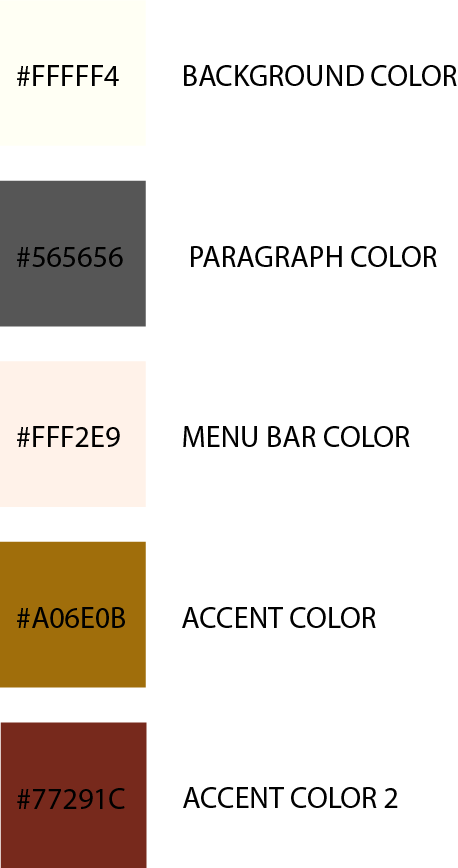 #FFFFF4 BACKGROUND COLOR
#565656 PARAGRAPH COLOR
#FFF2E9 MENU BAR COLOR
#A06E0B ACCENT COLOR
#77291C ACCENT COLOR 2